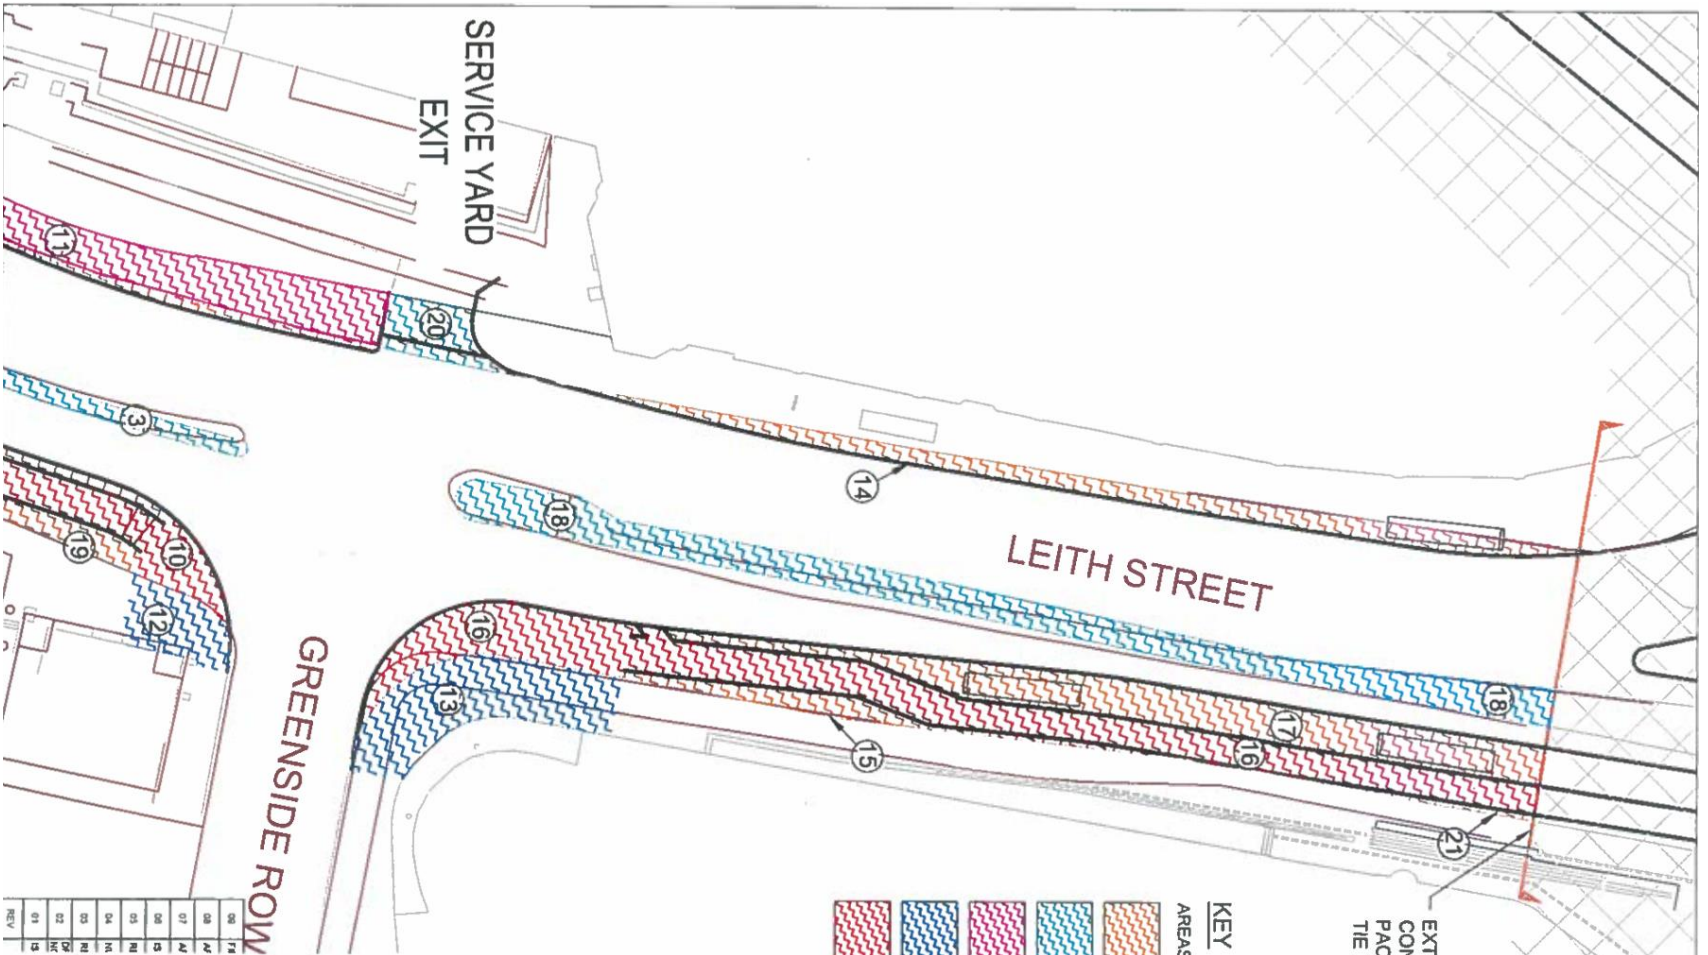 SERVICE YARD
EXIT
11
20
3
18
14
LEITH STREET
10
19
12
16
13
GREENSIDE ROW
15
17
16
18
21
EXT
CON
PAC
TIE
KEY
AREAS
09
08
07
06
05
04
03
02
01
REV